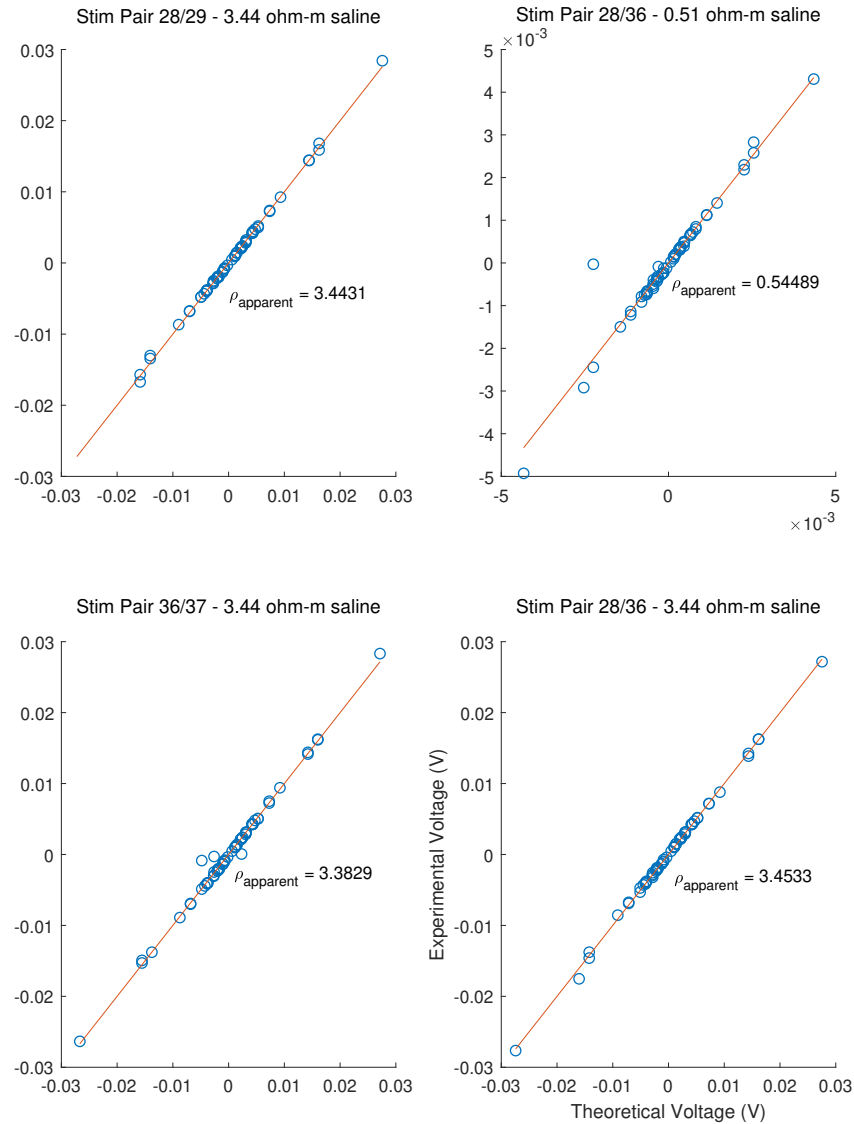 Stim Pair 28/29 - 3.44 ohm-m saline
0.03
0.02
0.01
0
-0.01
-0.02
-0.03
ρapparent = 3.4431
-0.03 -0.02 -0.01 0 0.01 0.02 0.03
Stim Pair 28/36 - 0.51 ohm-m saline
×10-3
5
4
3
2
1
0
-1
-2
-3
-4
-5
ρapparent = 0.54489
-5 0 5
×10-3
Stim Pair 36/37 - 3.44 ohm-m saline
0.03
0.02
0.01
0
-0.01
-0.02
-0.03
ρapparent = 3.3829
-0.03 -0.02 -0.01 0 0.01 0.02 0.03
Stim Pair 28/36 - 3.44 ohm-m saline
Experimental Voltage (V)
0.03
0.02
0.01
0
-0.01
-0.02
-0.03
ρapparent = 3.4533
-0.03 -0.02 -0.01 0 0.01 0.02 0.03
Theoretical Voltage (V)